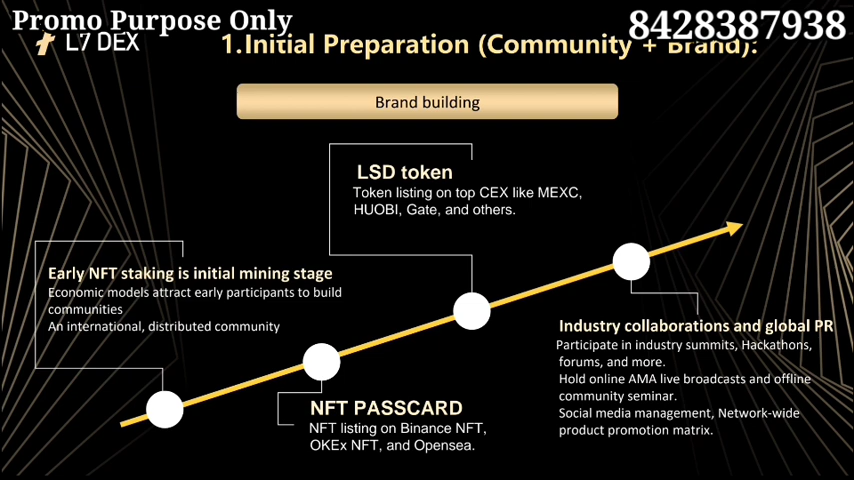 Promo Purpose Only
8428387938
L7 DEX
1.Initial Preparation (Community + Brand):
Brand building
LSD token
Token listing on top CEX like MEXC,
HUOBI, Gate, and others.
Early NFT staking is initial mining stage
Economic models attract early participants to build
communities
An international, distributed community
Industry collaborations and global PR
Participate in industry summits, Hackathons,
forums, and more.
Hold online AMA live broadcasts and offline
community seminar.
Social media management, Network-wide
product promotion matrix.
NFT PASSCARD
NFT listing on Binance NFT,
OKEx NFT, and Opensea.